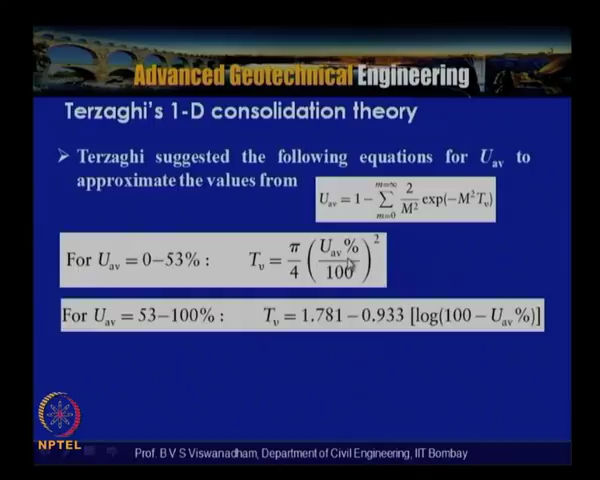 Advanced Geotechnical Engineering
Terzaghi's 1-D consolidation theory
➢ Terzaghi suggested the following equations for U_av to
approximate the values from
U_av = 1 − ∑_{m=0}^{m=∞} 2/M² exp(−M²T_v)
For U_av = 0–53% : T_v = π/4 (U_av%/100)²
For U_av = 53–100% : T_v = 1.781 − 0.933 [log(100 − U_av%)]
NPTEL
Prof. B V S Viswanadham, Department of Civil Engineering, IIT Bombay